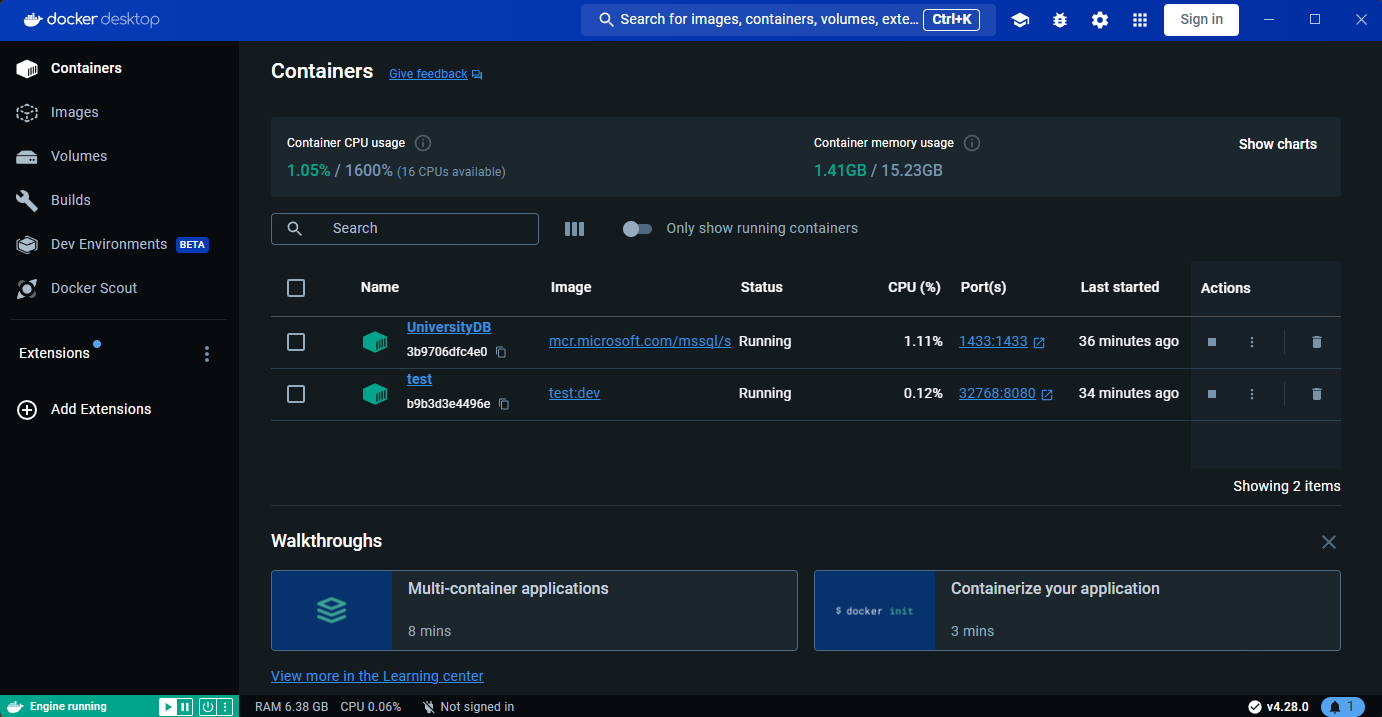 docker desktop
Search for images, containers, volumes, exte... Ctrl+K
Sign in
Containers
Images
Volumes
Builds
Dev Environments BETA
Docker Scout
Extensions
Add Extensions
Containers Give feedback
Container CPU usage
1.05% / 1600% (16 CPUs available)
Container memory usage
1.41GB / 15.23GB
Show charts
Search
Only show running containers
Name Image Status CPU (%) Port(s) Last started Actions
UniversityDB
3b9706dfc4e0
mcr.microsoft.com/mssql/s Running 1.11% 1433:1433 36 minutes ago
test
b9b3d3e4496e
test:dev Running 0.12% 32768:8080 34 minutes ago
Showing 2 items
Walkthroughs
Multi-container applications
8 mins
$ docker init
Containerize your application
3 mins
View more in the Learning center
Engine running
RAM 6.38 GB CPU 0.06% Not signed in
v4.28.0
1